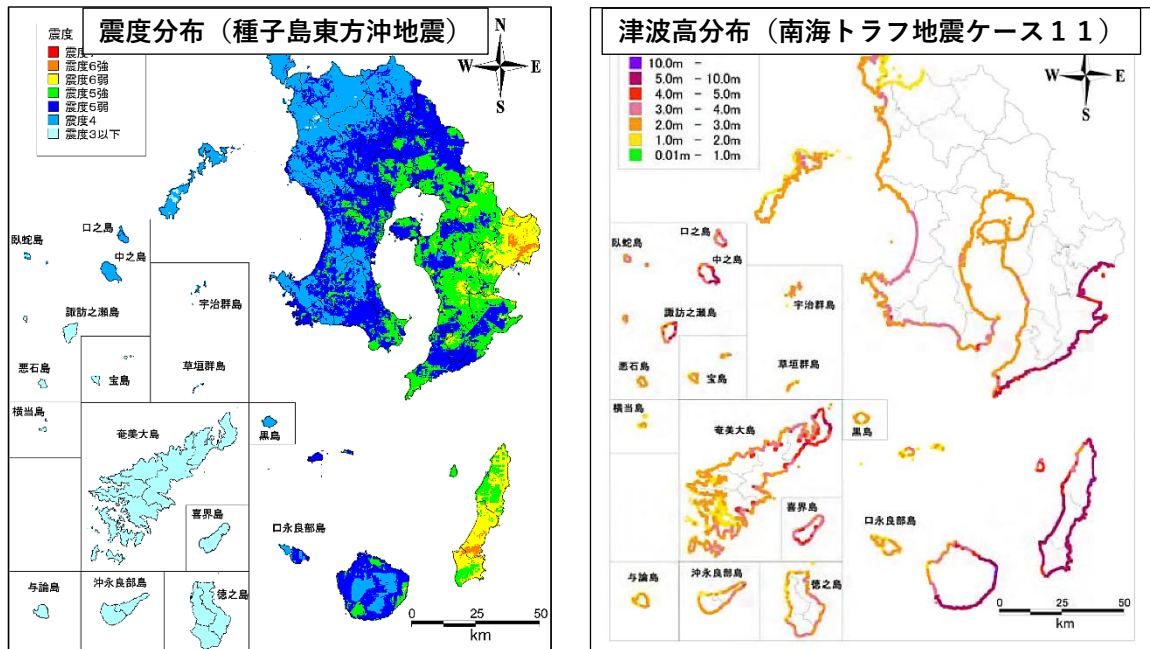 震度分布（種子島東方沖地震）
震度
震度7
震度6強
震度6弱
震度5強
震度5弱
震度4
震度3以下
N
W
E
S
口之島
臥蛇島
中之島
宇治群島
諏訪之瀬島
悪石島
宝島
草垣群島
横当島
奄美大島
黒島
喜界島
口永良部島
与論島
沖永良部島
徳之島
0 25 50
km
津波高分布（南海トラフ地震ケース１１）
10.0m －
5.0m － 10.0m
4.0m － 5.0m
3.0m － 4.0m
2.0m － 3.0m
1.0m － 2.0m
0.01m － 1.0m
N
W
E
S
口之島
臥蛇島
中之島
宇治群島
諏訪之瀬島
悪石島
宝島
草垣群島
横当島
奄美大島
黒島
喜界島
口永良部島
与論島
沖永良部島
徳之島
0 25 50
km